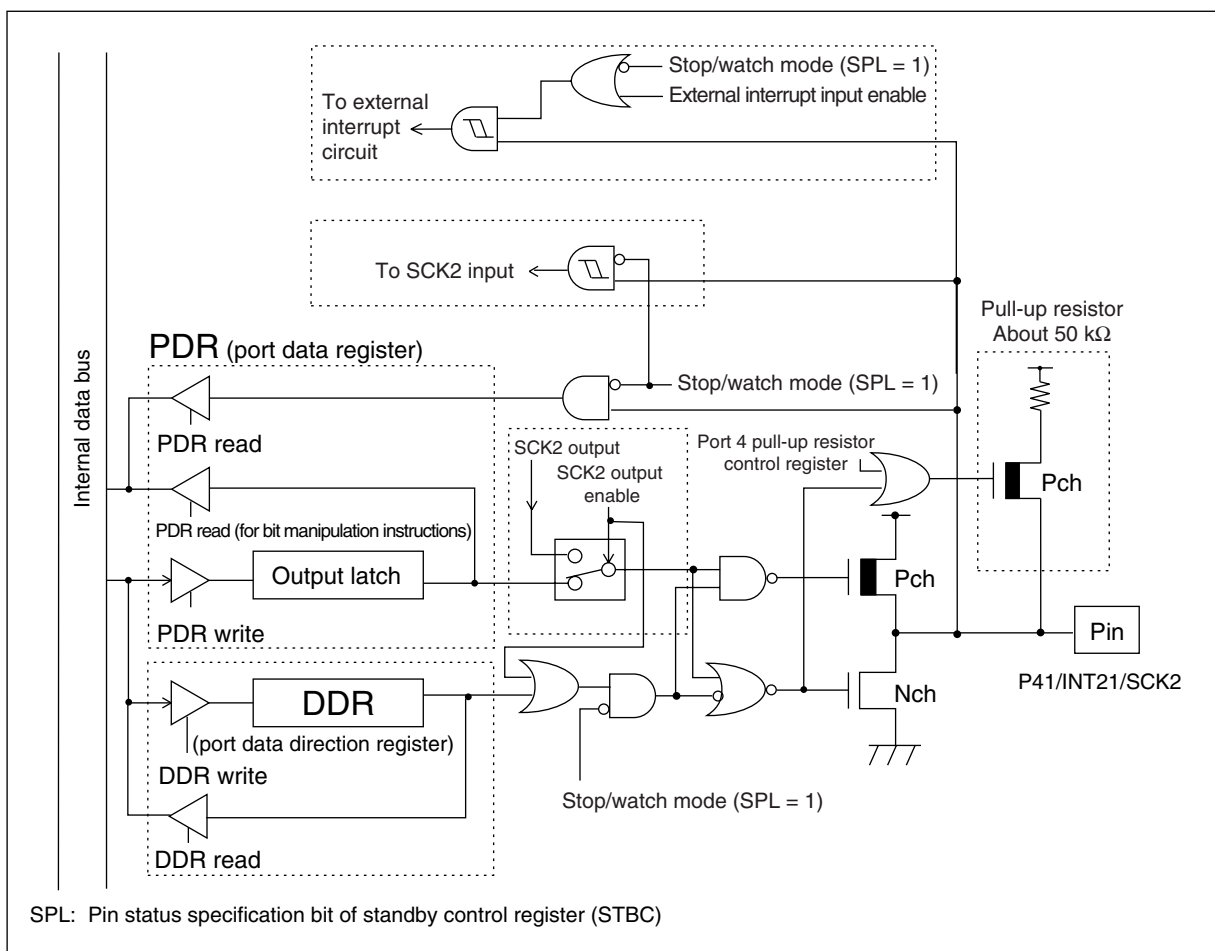 Stop/watch mode (SPL = 1)
External interrupt input enable
To external
interrupt
circuit
To SCK2 input
Pull-up resistor
About 50 kΩ
PDR (port data register)
Stop/watch mode (SPL = 1)
Internal data bus
PDR read
SCK2 output
SCK2 output
enable
Port 4 pull-up resistor
control register
Pch
PDR read (for bit manipulation instructions)
Output latch
Pch
PDR write
Pin
P41/INT21/SCK2
DDR
Nch
(port data direction register)
DDR write
Stop/watch mode (SPL = 1)
DDR read
SPL: Pin status specification bit of standby control register (STBC)